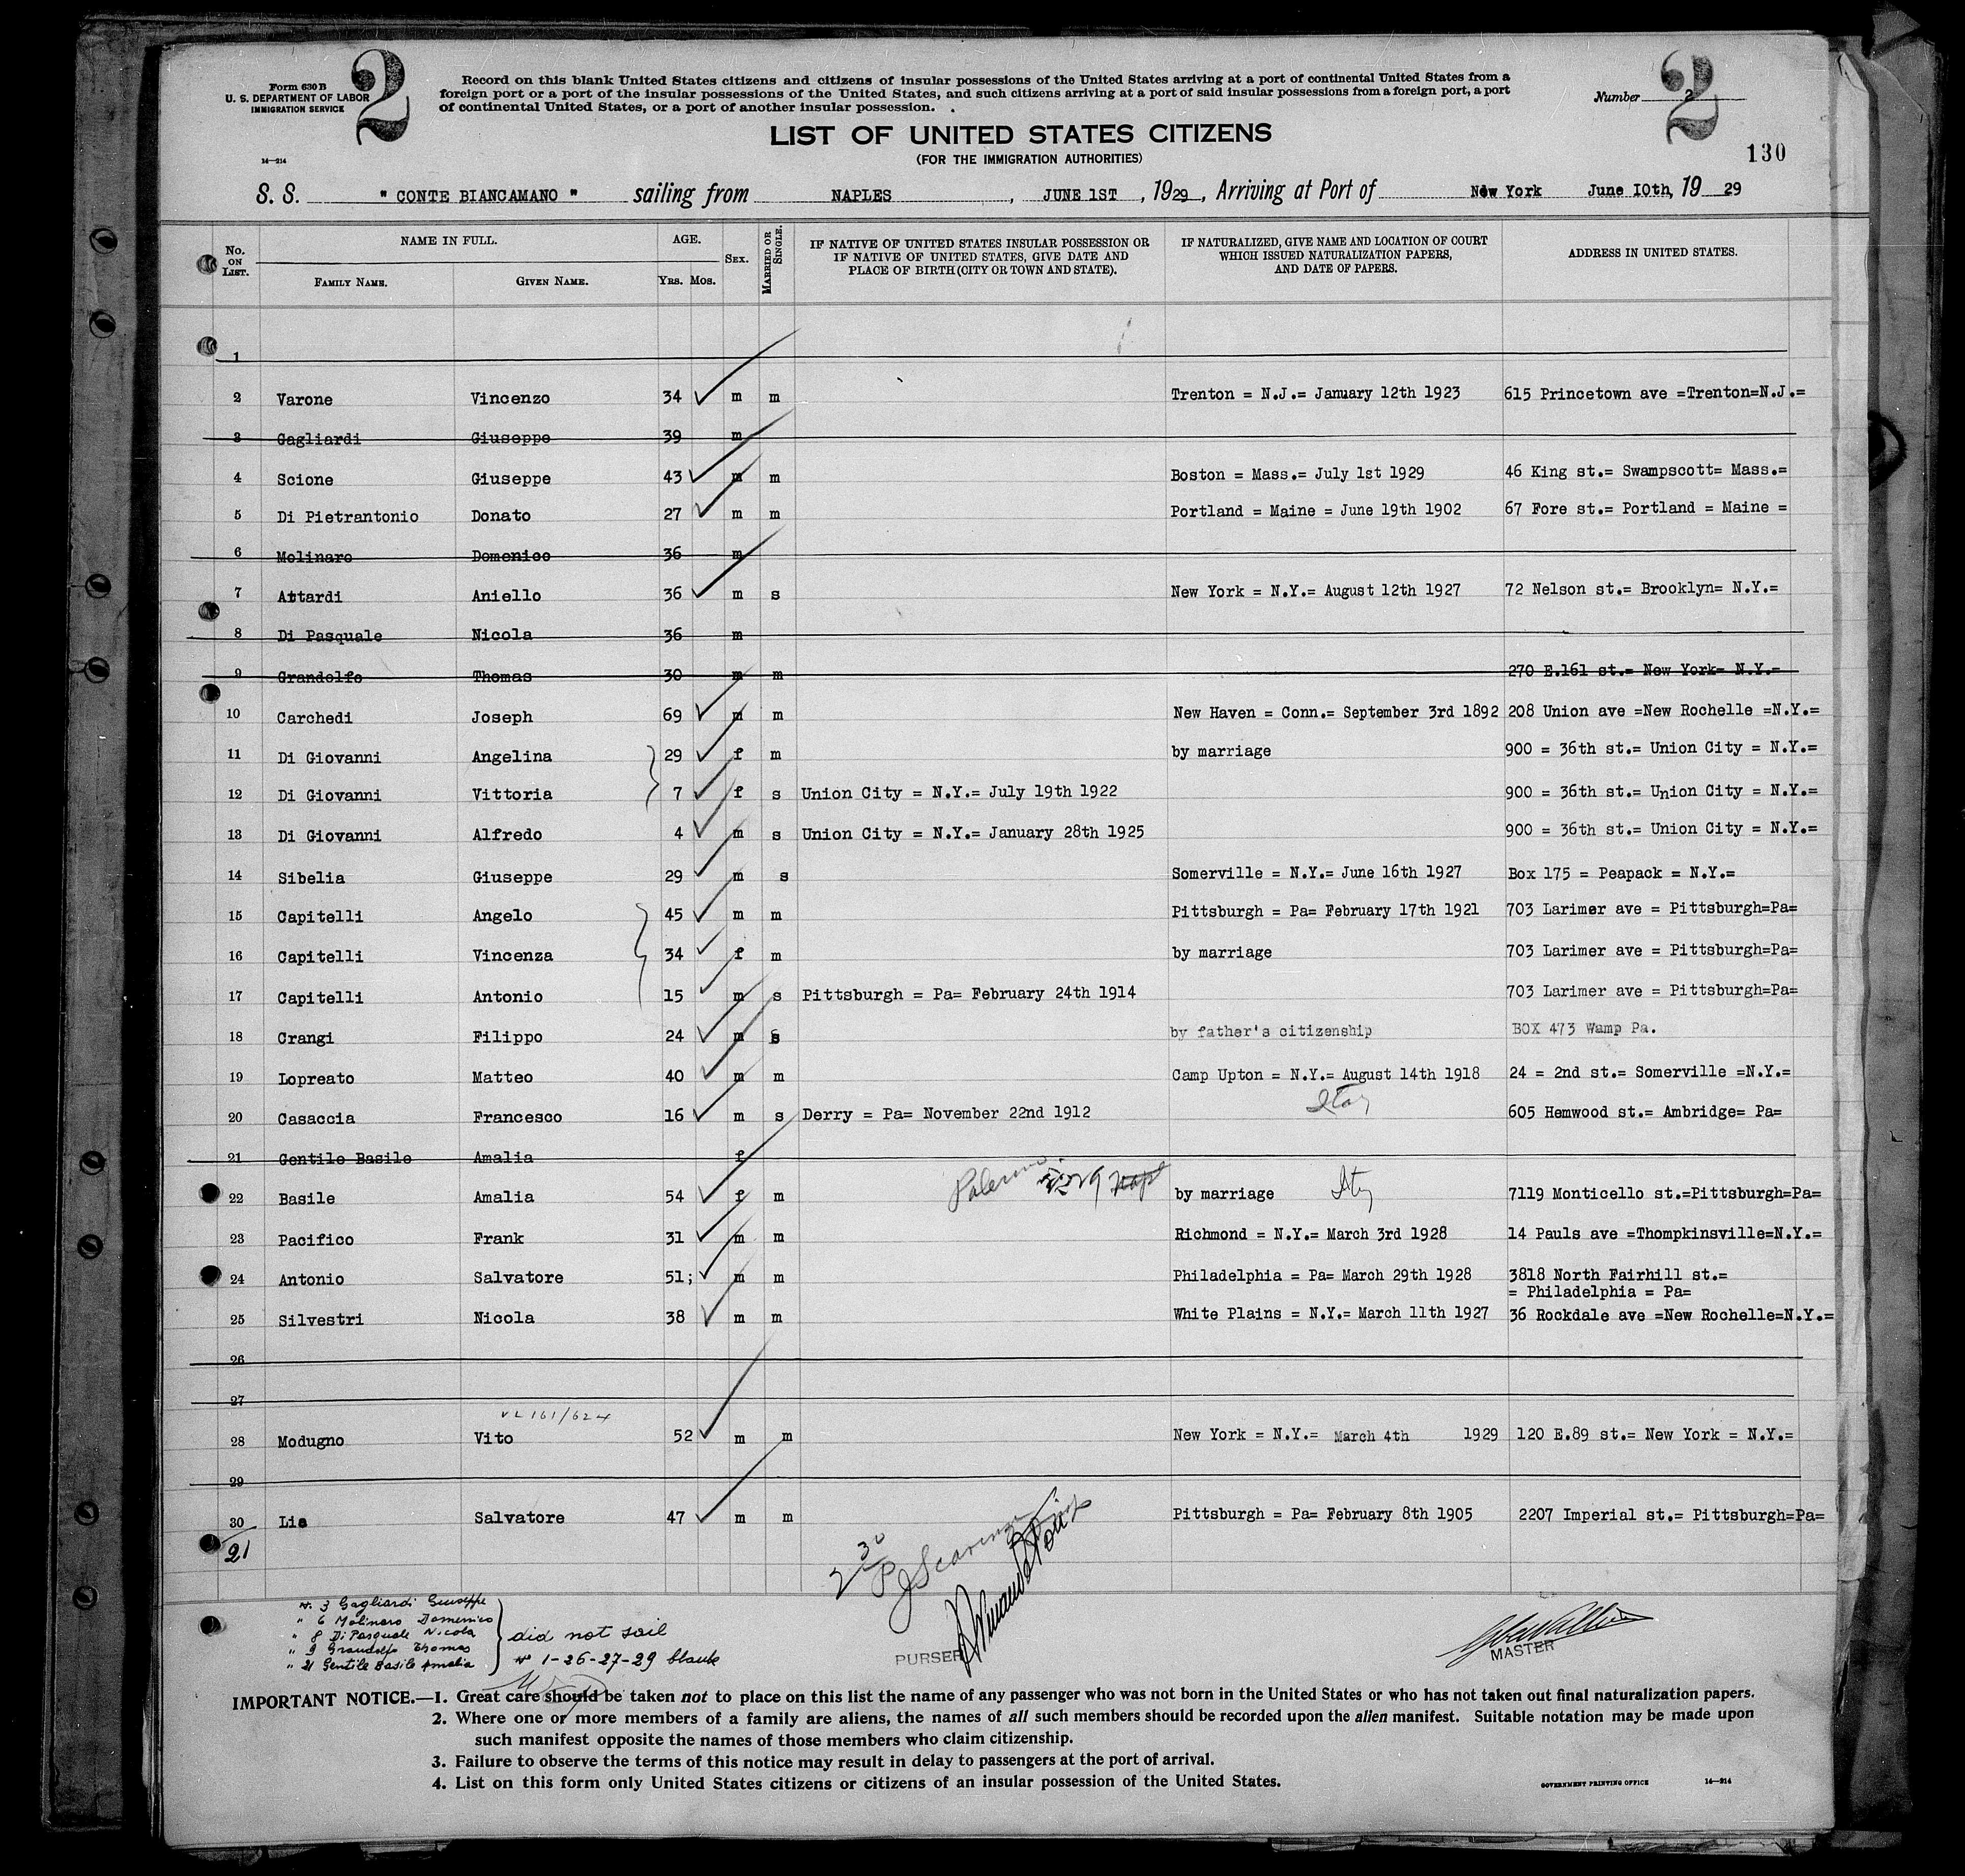 Form 630 B
U. S. DEPARTMENT OF LABOR
IMMIGRATION SERVICE
14—214
2
Record on this blank United States citizens and citizens of insular possessions of the United States arriving at a port of continental United States from a
foreign port or a port of the insular possessions of the United States, and such citizens arriving at a port of said insular possessions from a foreign port, a port
of continental United States, or a port of another insular possession.
Number 2
2
130
LIST OF UNITED STATES CITIZENS
(FOR THE IMMIGRATION AUTHORITIES)
S. S. " CONTE BIANCAMANO " sailing from NAPLES , JUNE 1ST , 1929 , Arriving at Port of New York June 10th, 19 29
No. ON LIST. NAME IN FULL. FAMILY NAME. GIVEN NAME. AGE. YRS. MOS. SEX. MARRIED OR SINGLE. IF NATIVE OF UNITED STATES INSULAR POSSESSION OR IF NATIVE OF UNITED STATES, GIVE DATE AND PLACE OF BIRTH (CITY OR TOWN AND STATE). IF NATURALIZED, GIVE NAME AND LOCATION OF COURT WHICH ISSUED NATURALIZATION PAPERS, AND DATE OF PAPERS. ADDRESS IN UNITED STATES.
1
2 Varone Vincenzo 34 m m Trenton = N.J.= January 12th 1923 615 Princetown ave =Trenton=N.J.=
3 Gagliardi Giuseppe 39 m
4 Scione Giuseppe 43 m m Boston = Mass.= July 1st 1929 46 King st.= Swampscott= Mass.=
5 Di Pietrantonio Donato 27 m m Portland = Maine = June 19th 1902 67 Fore st.= Portland = Maine =
6 Molinaro Domenico 36 m
7 Attardi Aniello 36 m s New York = N.Y.= August 12th 1927 72 Nelson st.= Brooklyn= N.Y.=
8 Di Pasquale Nicola 36 m
9 Grandolfo Thomas 30 m m 270 E.161 st.= New York= N.Y.=
10 Carchedi Joseph 69 m m New Haven = Conn.= September 3rd 1892 208 Union ave =New Rochelle =N.Y.=
11 Di Giovanni Angelina 29 f m by marriage 900 = 36th st.= Union City = N.Y.=
12 Di Giovanni Vittoria 7 f s Union City = N.Y.= July 19th 1922 900 = 36th st.= Union City = N.Y.=
13 Di Giovanni Alfredo 4 m s Union City = N.Y.= January 28th 1925 900 = 36th st.= Union City = N.Y.=
14 Sibelia Giuseppe 29 m s Somerville = N.Y.= June 16th 1927 Box 175 = Peapack = N.Y.=
15 Capitelli Angelo 45 m m Pittsburgh = Pa= February 17th 1921 703 Larimer ave = Pittsburgh=Pa=
16 Capitelli Vincenza 34 f m by marriage 703 Larimer ave = Pittsburgh=Pa=
17 Capitelli Antonio 15 m s Pittsburgh = Pa= February 24th 1914 703 Larimer ave = Pittsburgh=Pa=
18 Crangi Filippo 24 m s by father's citizenship BOX 473 Wamp Pa.
19 Lopreato Matteo 40 m m Camp Upton = N.Y.= August 14th 1918 24 = 2nd st.= Somerville =N.Y.=
Italy
20 Casaccia Francesco 16 m s Derry = Pa= November 22nd 1912 605 Hemwood st.= Ambridge= Pa=
21 Gentile Basile Amalia f
Palermo
22 Basile Amalia 54 f m by marriage Italy 7119 Monticello st.=Pittsburgh=Pa=
23 Pacifico Frank 31 m m Richmond = N.Y.= March 3rd 1928 14 Pauls ave =Thompkinsville=N.Y.=
24 Antonio Salvatore 51; m m Philadelphia = Pa= March 29th 1928 3818 North Fairhill st.=
= Philadelphia = Pa=
25 Silvestri Nicola 38 m m White Plains = N.Y.= March 11th 1927 36 Rockdale ave =New Rochelle=N.Y.=
26
27
VL 161/624
28 Modugno Vito 52 m m New York = N.Y.= March 4th 1929 120 E.89 st.= New York = N.Y.=
29
30 Lia Salvatore 47 m m Pittsburgh = Pa= February 8th 1905 2207 Imperial st.= Pittsburgh=Pa=
21
2 30 P
N. 3 Gagliardi Giuseppe
" 6 Molinaro Domenico
" 8 Di Pasquale Nicola
" 9 Grandolfo Thomas
" 21 Gentile Basile Amalia
did not sail
N° 1-26-27-29 blank
PURSER
MASTER
IMPORTANT NOTICE.—1. Great care should be taken not to place on this list the name of any passenger who was not born in the United States or who has not taken out final naturalization papers.
2. Where one or more members of a family are aliens, the names of all such members should be recorded upon the alien manifest. Suitable notation may be made upon
such manifest opposite the names of those members who claim citizenship.
3. Failure to observe the terms of this notice may result in delay to passengers at the port of arrival.
4. List on this form only United States citizens or citizens of an insular possession of the United States.
GOVERNMENT PRINTING OFFICE 14—214